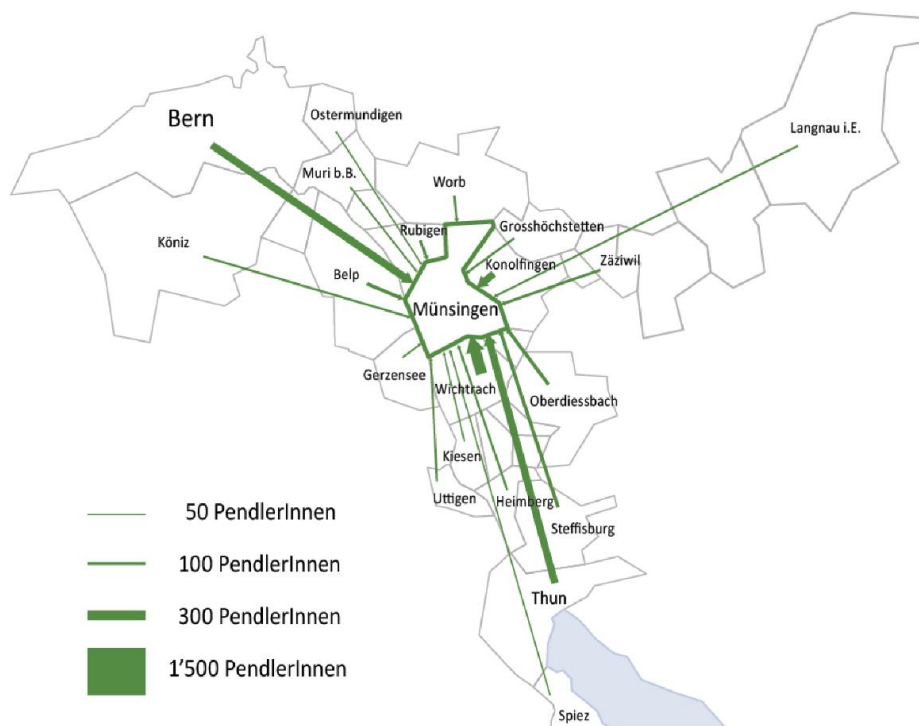 Ostermundigen
Bern
Langnau i.E.
Muri b.B.
Worb
Rubigen
Grosshöchstetten
Köniz
Konolfingen
Zäziwil
Belp
Münsingen
Gerzensee
Wichtrach
Oberdiessbach
Kiesen
Uttigen
Heimberg
Steffisburg
50 PendlerInnen
100 PendlerInnen
Thun
300 PendlerInnen
1'500 PendlerInnen
Spiez